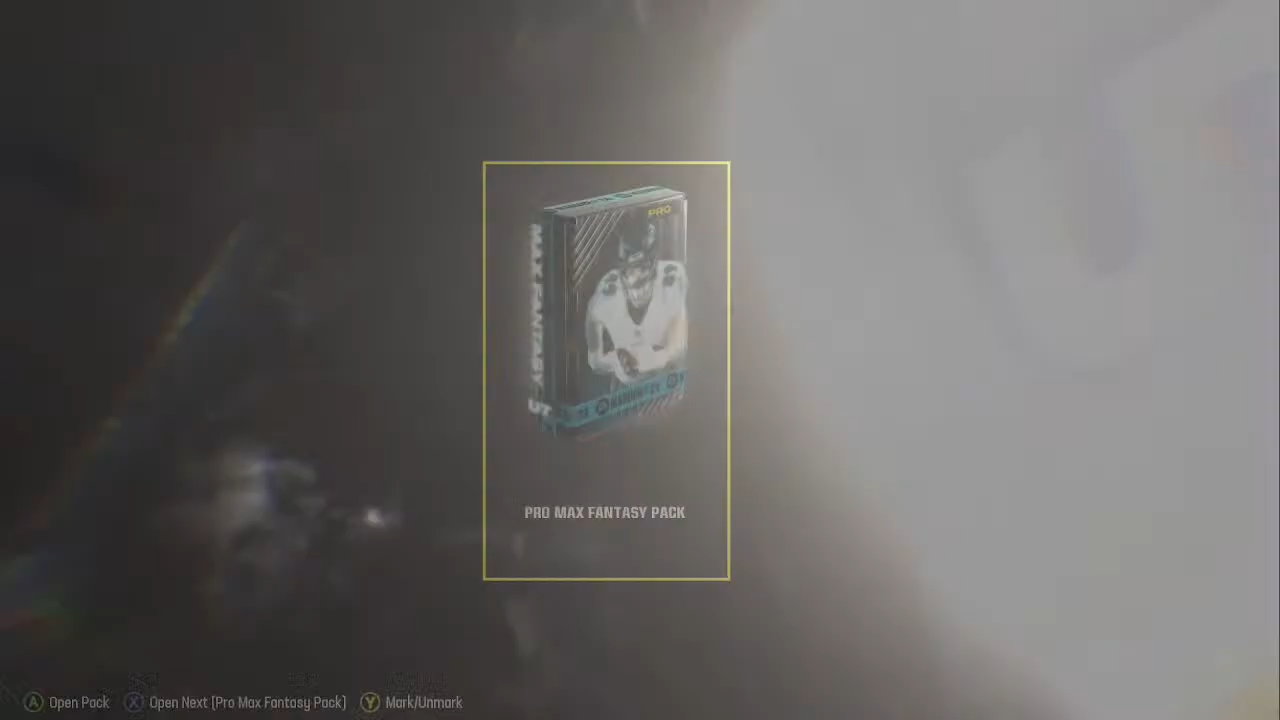 PRO
MAX FANTASY
UT
PRO MAX FANTASY PACK
A Open Pack X Open Next [Pro Max Fantasy Pack] Y Mark/Unmark